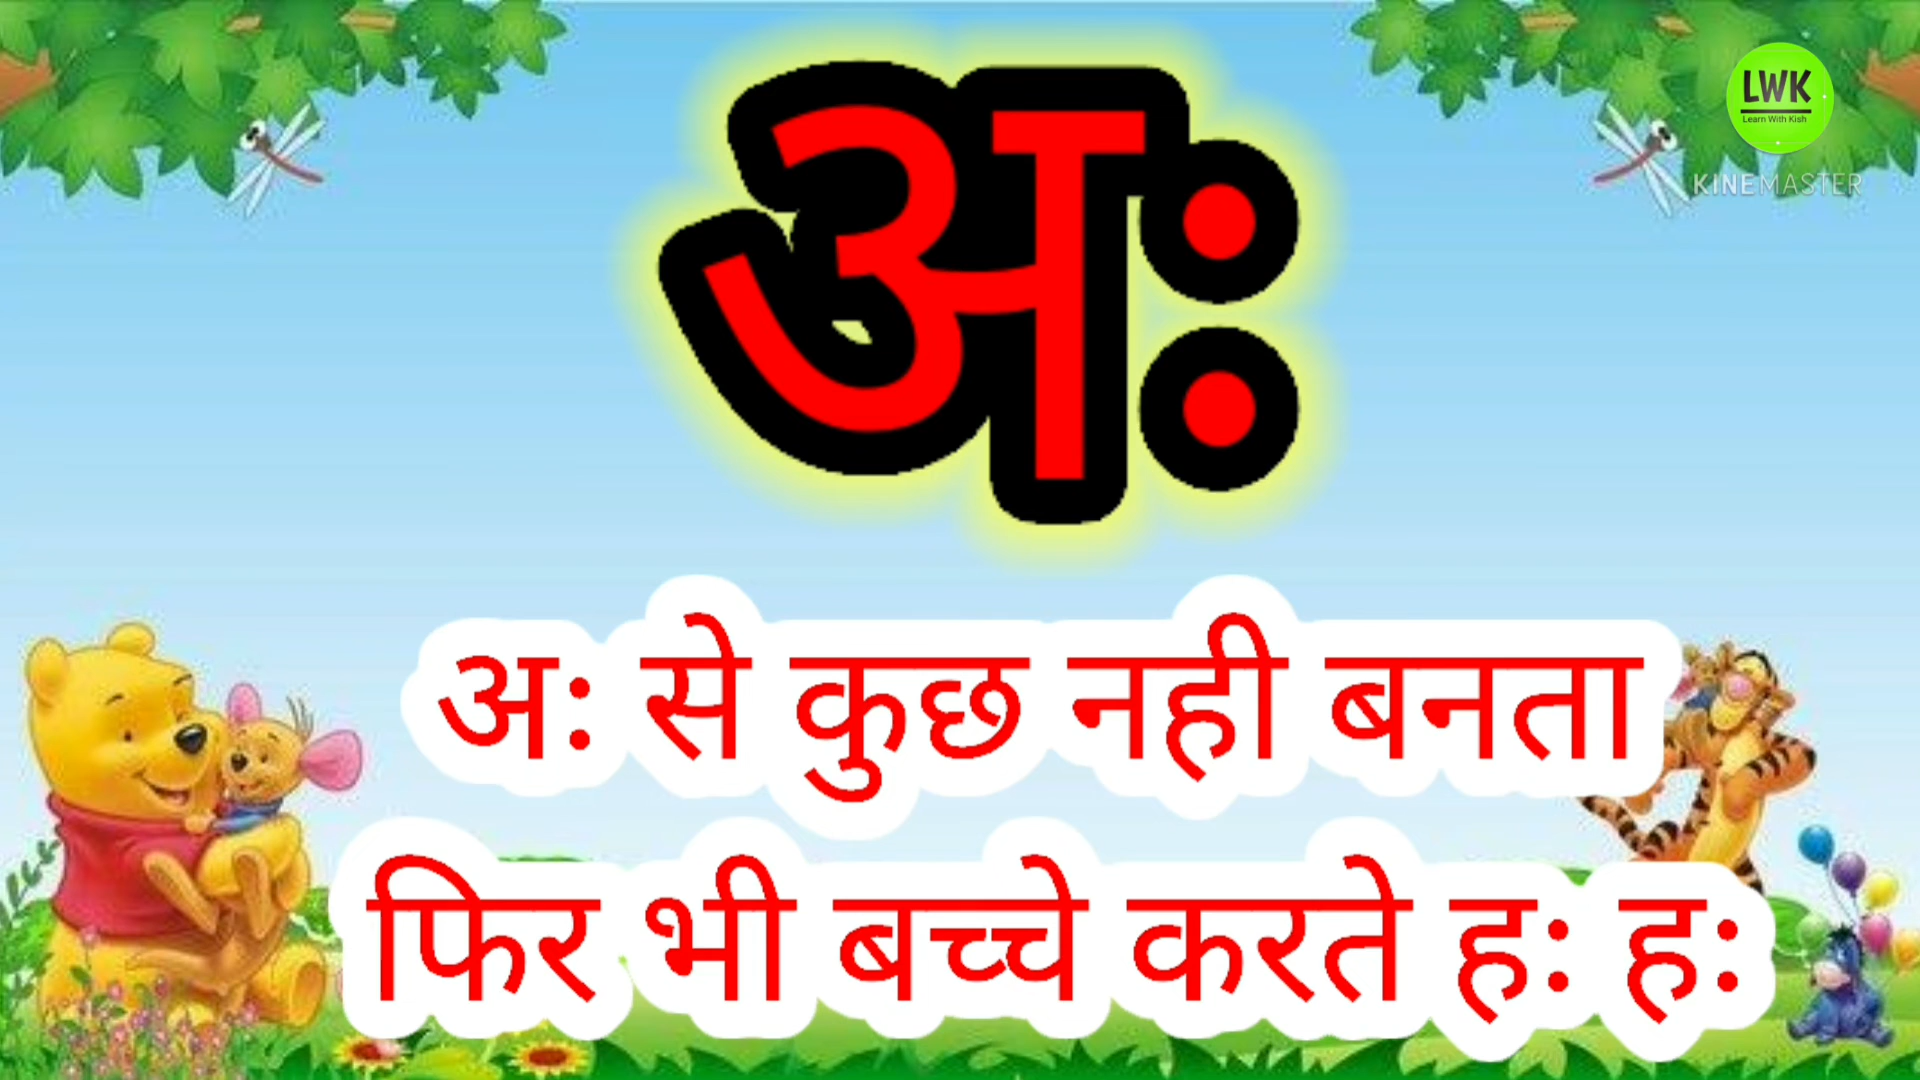 LWK
Learn With Kish
KINEMASTER
अः
अः से कुछ नही बनता
फिर भी बच्चे करते हः हः